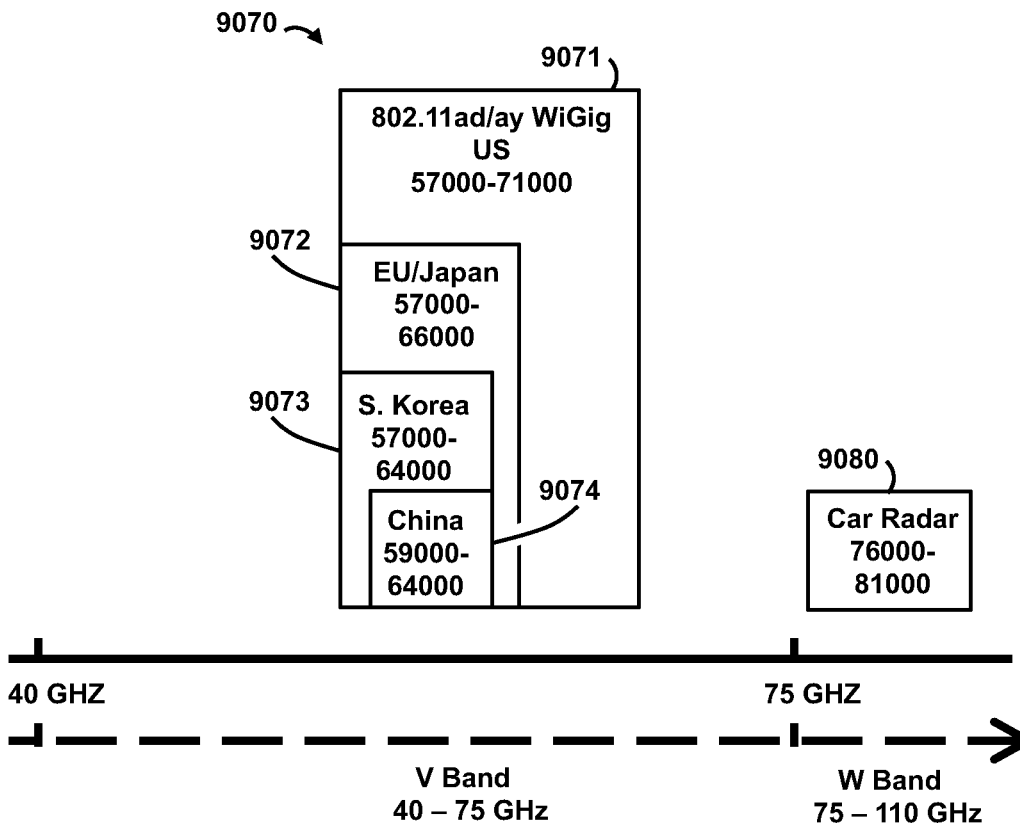 9070
9071
802.11ad/ay WiGig
US
57000-71000
9072
EU/Japan
57000-
66000
9073
S. Korea
57000-
64000
9074
China
59000-
64000
9080
Car Radar
76000-
81000
40 GHZ
75 GHZ
V Band
40 – 75 GHz
W Band
75 – 110 GHz